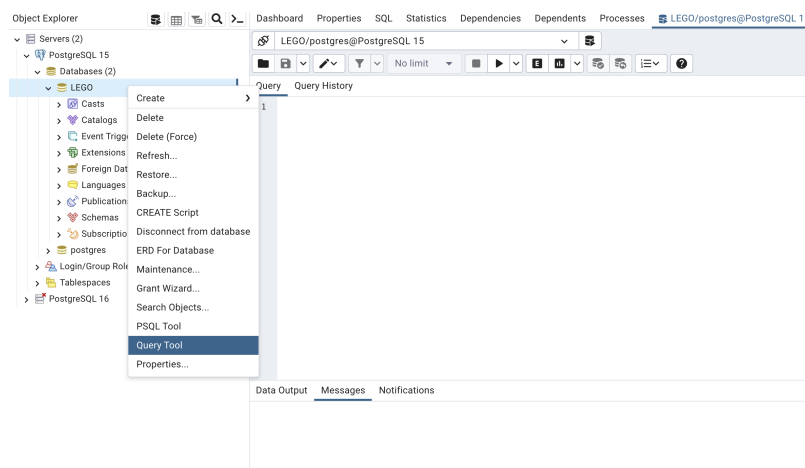 Object Explorer
Dashboard Properties SQL Statistics Dependencies Dependents Processes LEGO/postgres@PostgreSQL 1
Servers (2)
LEGO/postgres@PostgreSQL 15
PostgreSQL 15
No limit
E
Databases (2)
LEGO
Query Query History
Casts
Create
1
Catalogs
Delete
Event Trigge
Delete (Force)
Extensions
Refresh...
Foreign Dat
Restore...
Languages
Backup...
Publication
CREATE Script
Schemas
Disconnect from database
Subscriptio
ERD For Database
postgres
Maintenance...
Login/Group Role
Grant Wizard...
Tablespaces
Search Objects...
PostgreSQL 16
PSQL Tool
Query Tool
Properties...
Data Output Messages Notifications